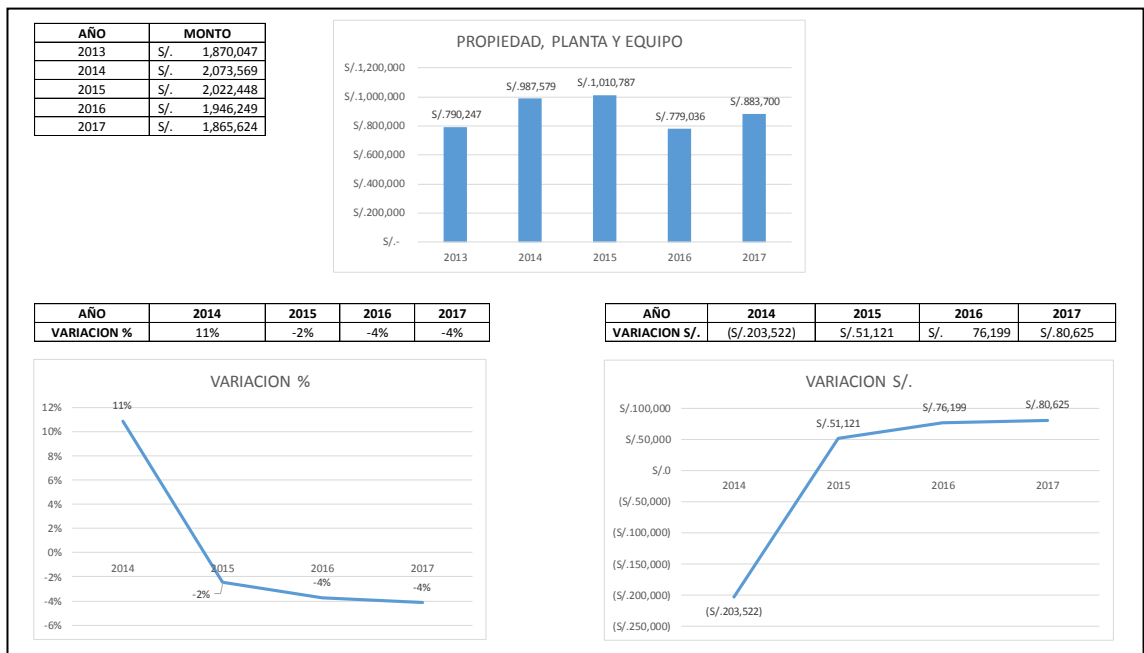 AÑO MONTO
2013 S/. 1,870,047
2014 S/. 2,073,569
2015 S/. 2,022,448
2016 S/. 1,946,249
2017 S/. 1,865,624
PROPIEDAD, PLANTA Y EQUIPO
S/.1,200,000
S/.1,000,000
S/.800,000
S/.600,000
S/.400,000
S/.200,000
S/.-
S/.790,247
S/.987,579
S/.1,010,787
S/.779,036
S/.883,700
2013 2014 2015 2016 2017
AÑO 2014 2015 2016 2017
VARIACION % 11% -2% -4% -4%
VARIACION %
12%
10%
8%
6%
4%
2%
0%
-2%
-4%
-6%
11%
-2%
-4%
-4%
2014 2015 2016 2017
AÑO 2014 2015 2016 2017
VARIACION S/. (S/.203,522) S/.51,121 S/. 76,199 S/.80,625
VARIACION S/.
S/.100,000
S/.50,000
S/.0
(S/.50,000)
(S/.100,000)
(S/.150,000)
(S/.200,000)
(S/.250,000)
(S/.203,522)
S/.51,121
S/.76,199
S/.80,625
2014 2015 2016 2017